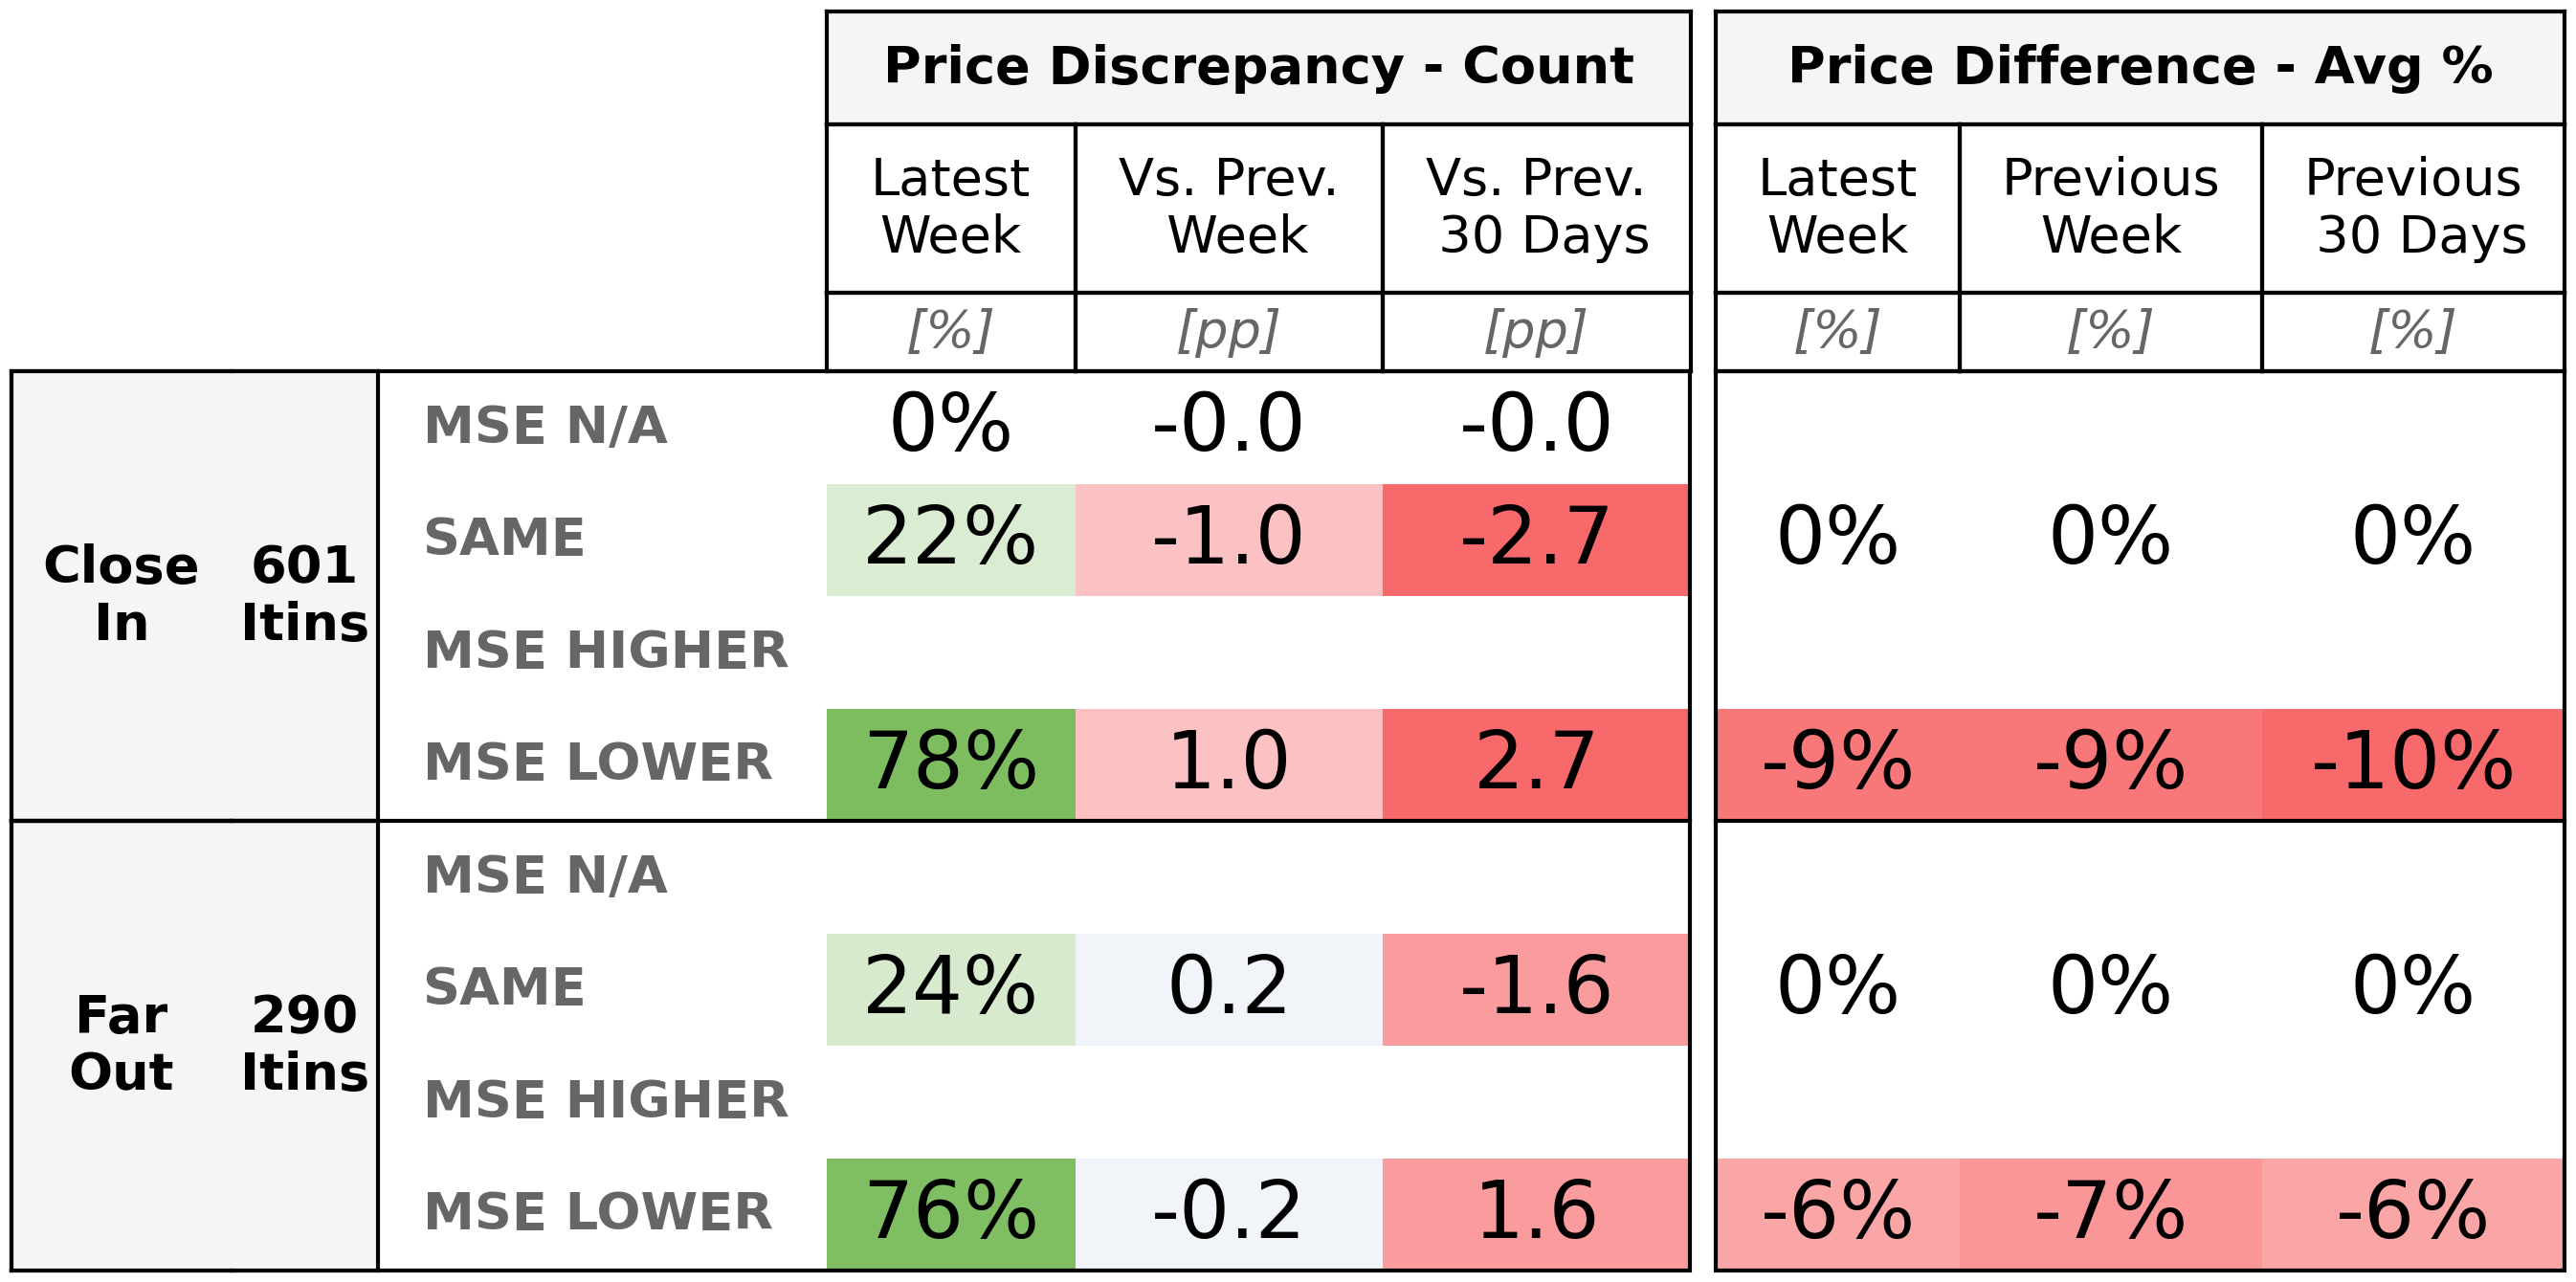 Price Discrepancy - Count Price Difference - Avg %
Latest Week Vs. Prev. Week Vs. Prev. 30 Days Latest Week Previous Week Previous 30 Days
[%] [pp] [pp] [%] [%] [%]
Close In 601 Itins
MSE N/A 0% -0.0 -0.0
SAME 22% -1.0 -2.7 0% 0% 0%
MSE HIGHER
MSE LOWER 78% 1.0 2.7 -9% -9% -10%
Far Out 290 Itins
MSE N/A
SAME 24% 0.2 -1.6 0% 0% 0%
MSE HIGHER
MSE LOWER 76% -0.2 1.6 -6% -7% -6%